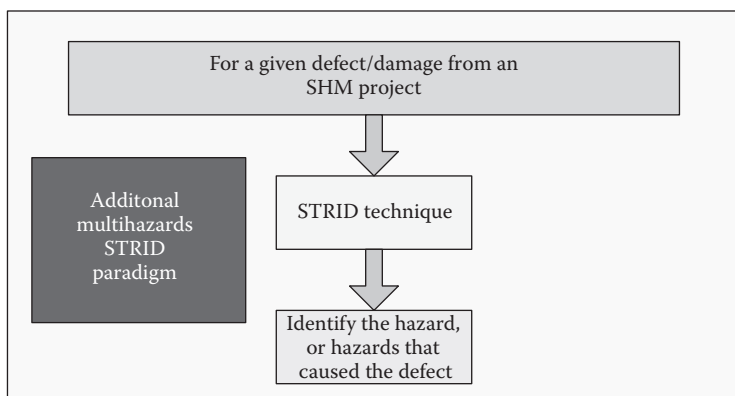 For a given defect/damage from an
SHM project
Additonal
multihazards
STRID
paradigm
STRID technique
Identify the hazard,
or hazards that
caused the defect